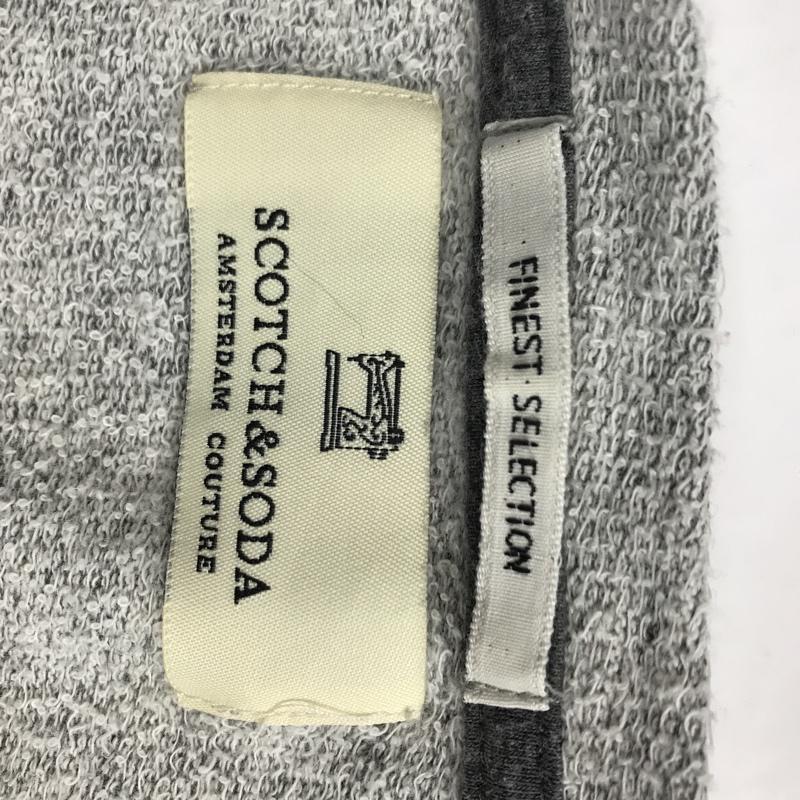 FINEST · SELECTION
SCOTCH & SODA
AMSTERDAM COUTURE